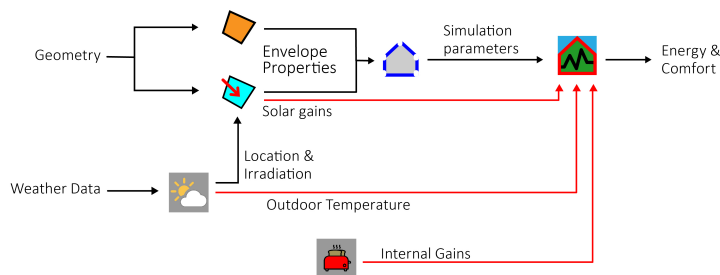 Geometry
Envelope
Properties
Simulation
parameters
Energy &
Comfort
Solar gains
Location &
Irradiation
Weather Data
Outdoor Temperature
Internal Gains